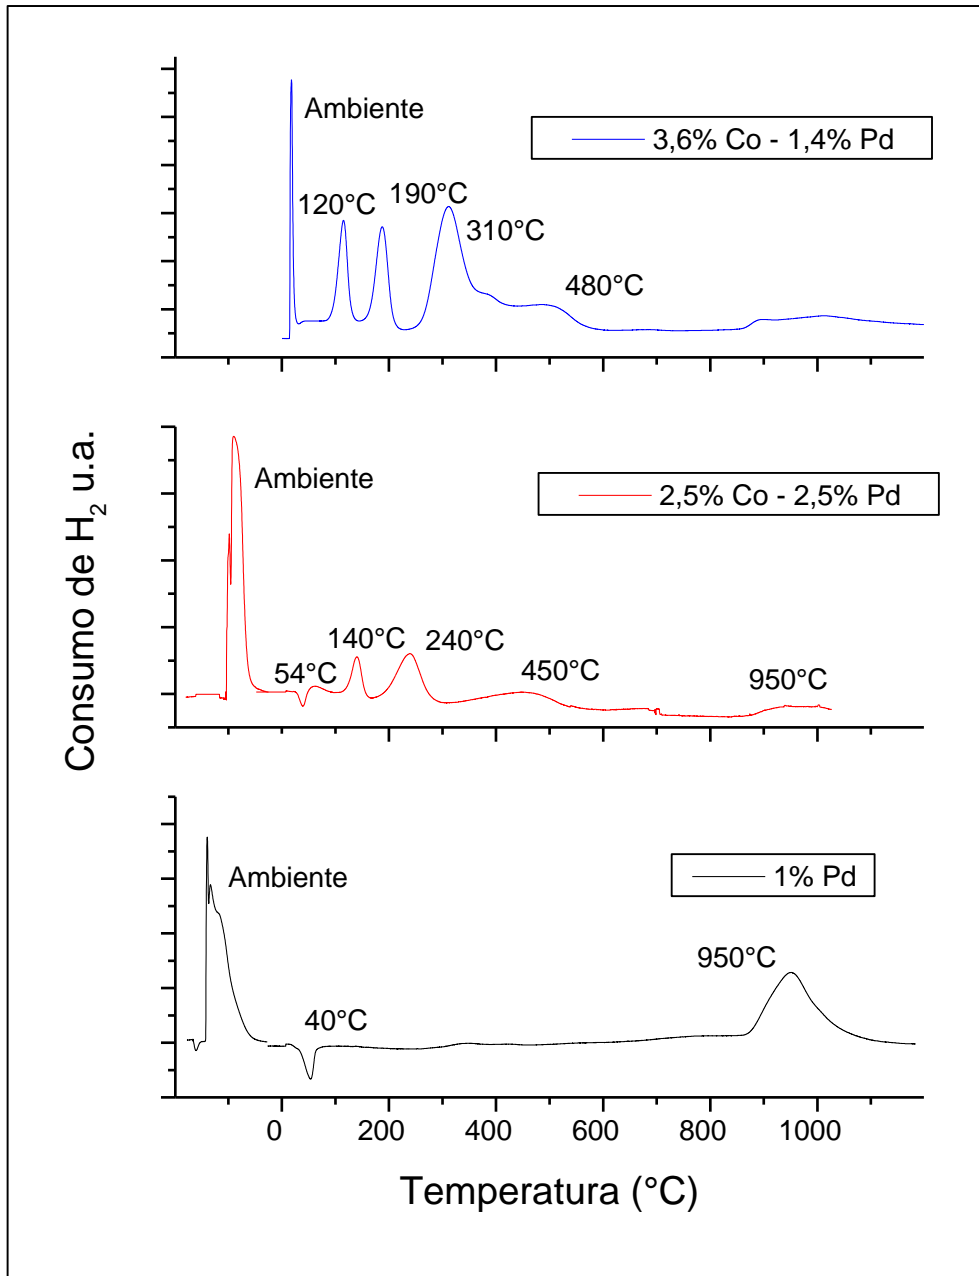 Ambiente
3,6% Co - 1,4% Pd
120°C
190°C
310°C
480°C
Consumo de H₂ u.a.
Ambiente
2,5% Co - 2,5% Pd
54°C
140°C
240°C
450°C
950°C
Ambiente
1% Pd
40°C
950°C
0 200 400 600 800 1000
Temperatura (°C)